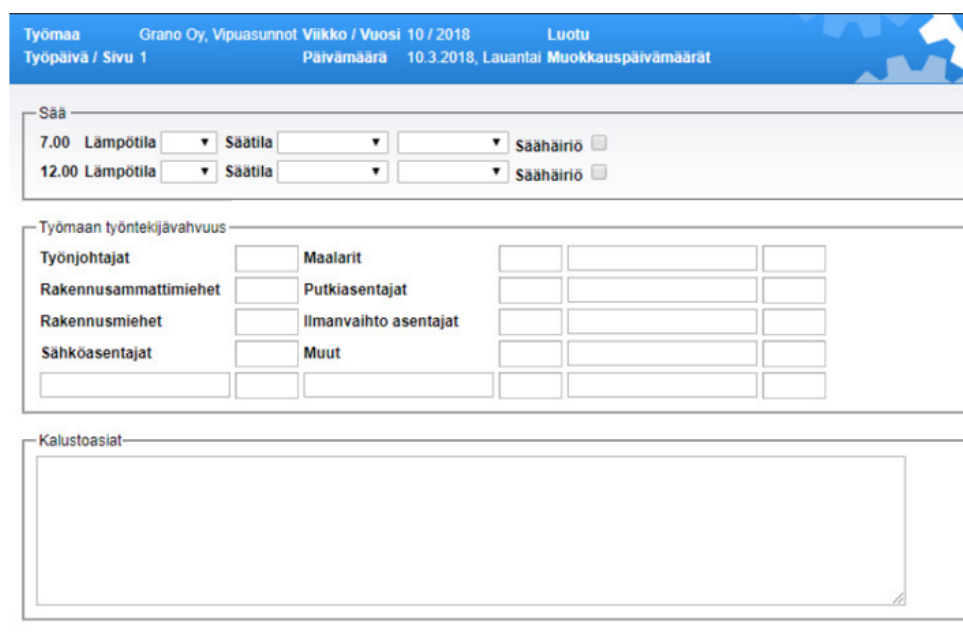 Työmaa Grano Oy, Vipuasunnot Viikko / Vuosi 10 / 2018 Luotu
Työpäivä / Sivu 1 Päivämäärä 10.3.2018, Lauantai Muokkauspäivämäärät
Sää
7.00 Lämpötila Säätila Säähäiriö
12.00 Lämpötila Säätila Säähäiriö
Työmaan työntekijävahvuus
Työnjohtajat Maalarit
Rakennusammattimiehet Putkiasentajat
Rakennusmiehet Ilmanvaihto asentajat
Sähköasentajat Muut
Kalustoasiat